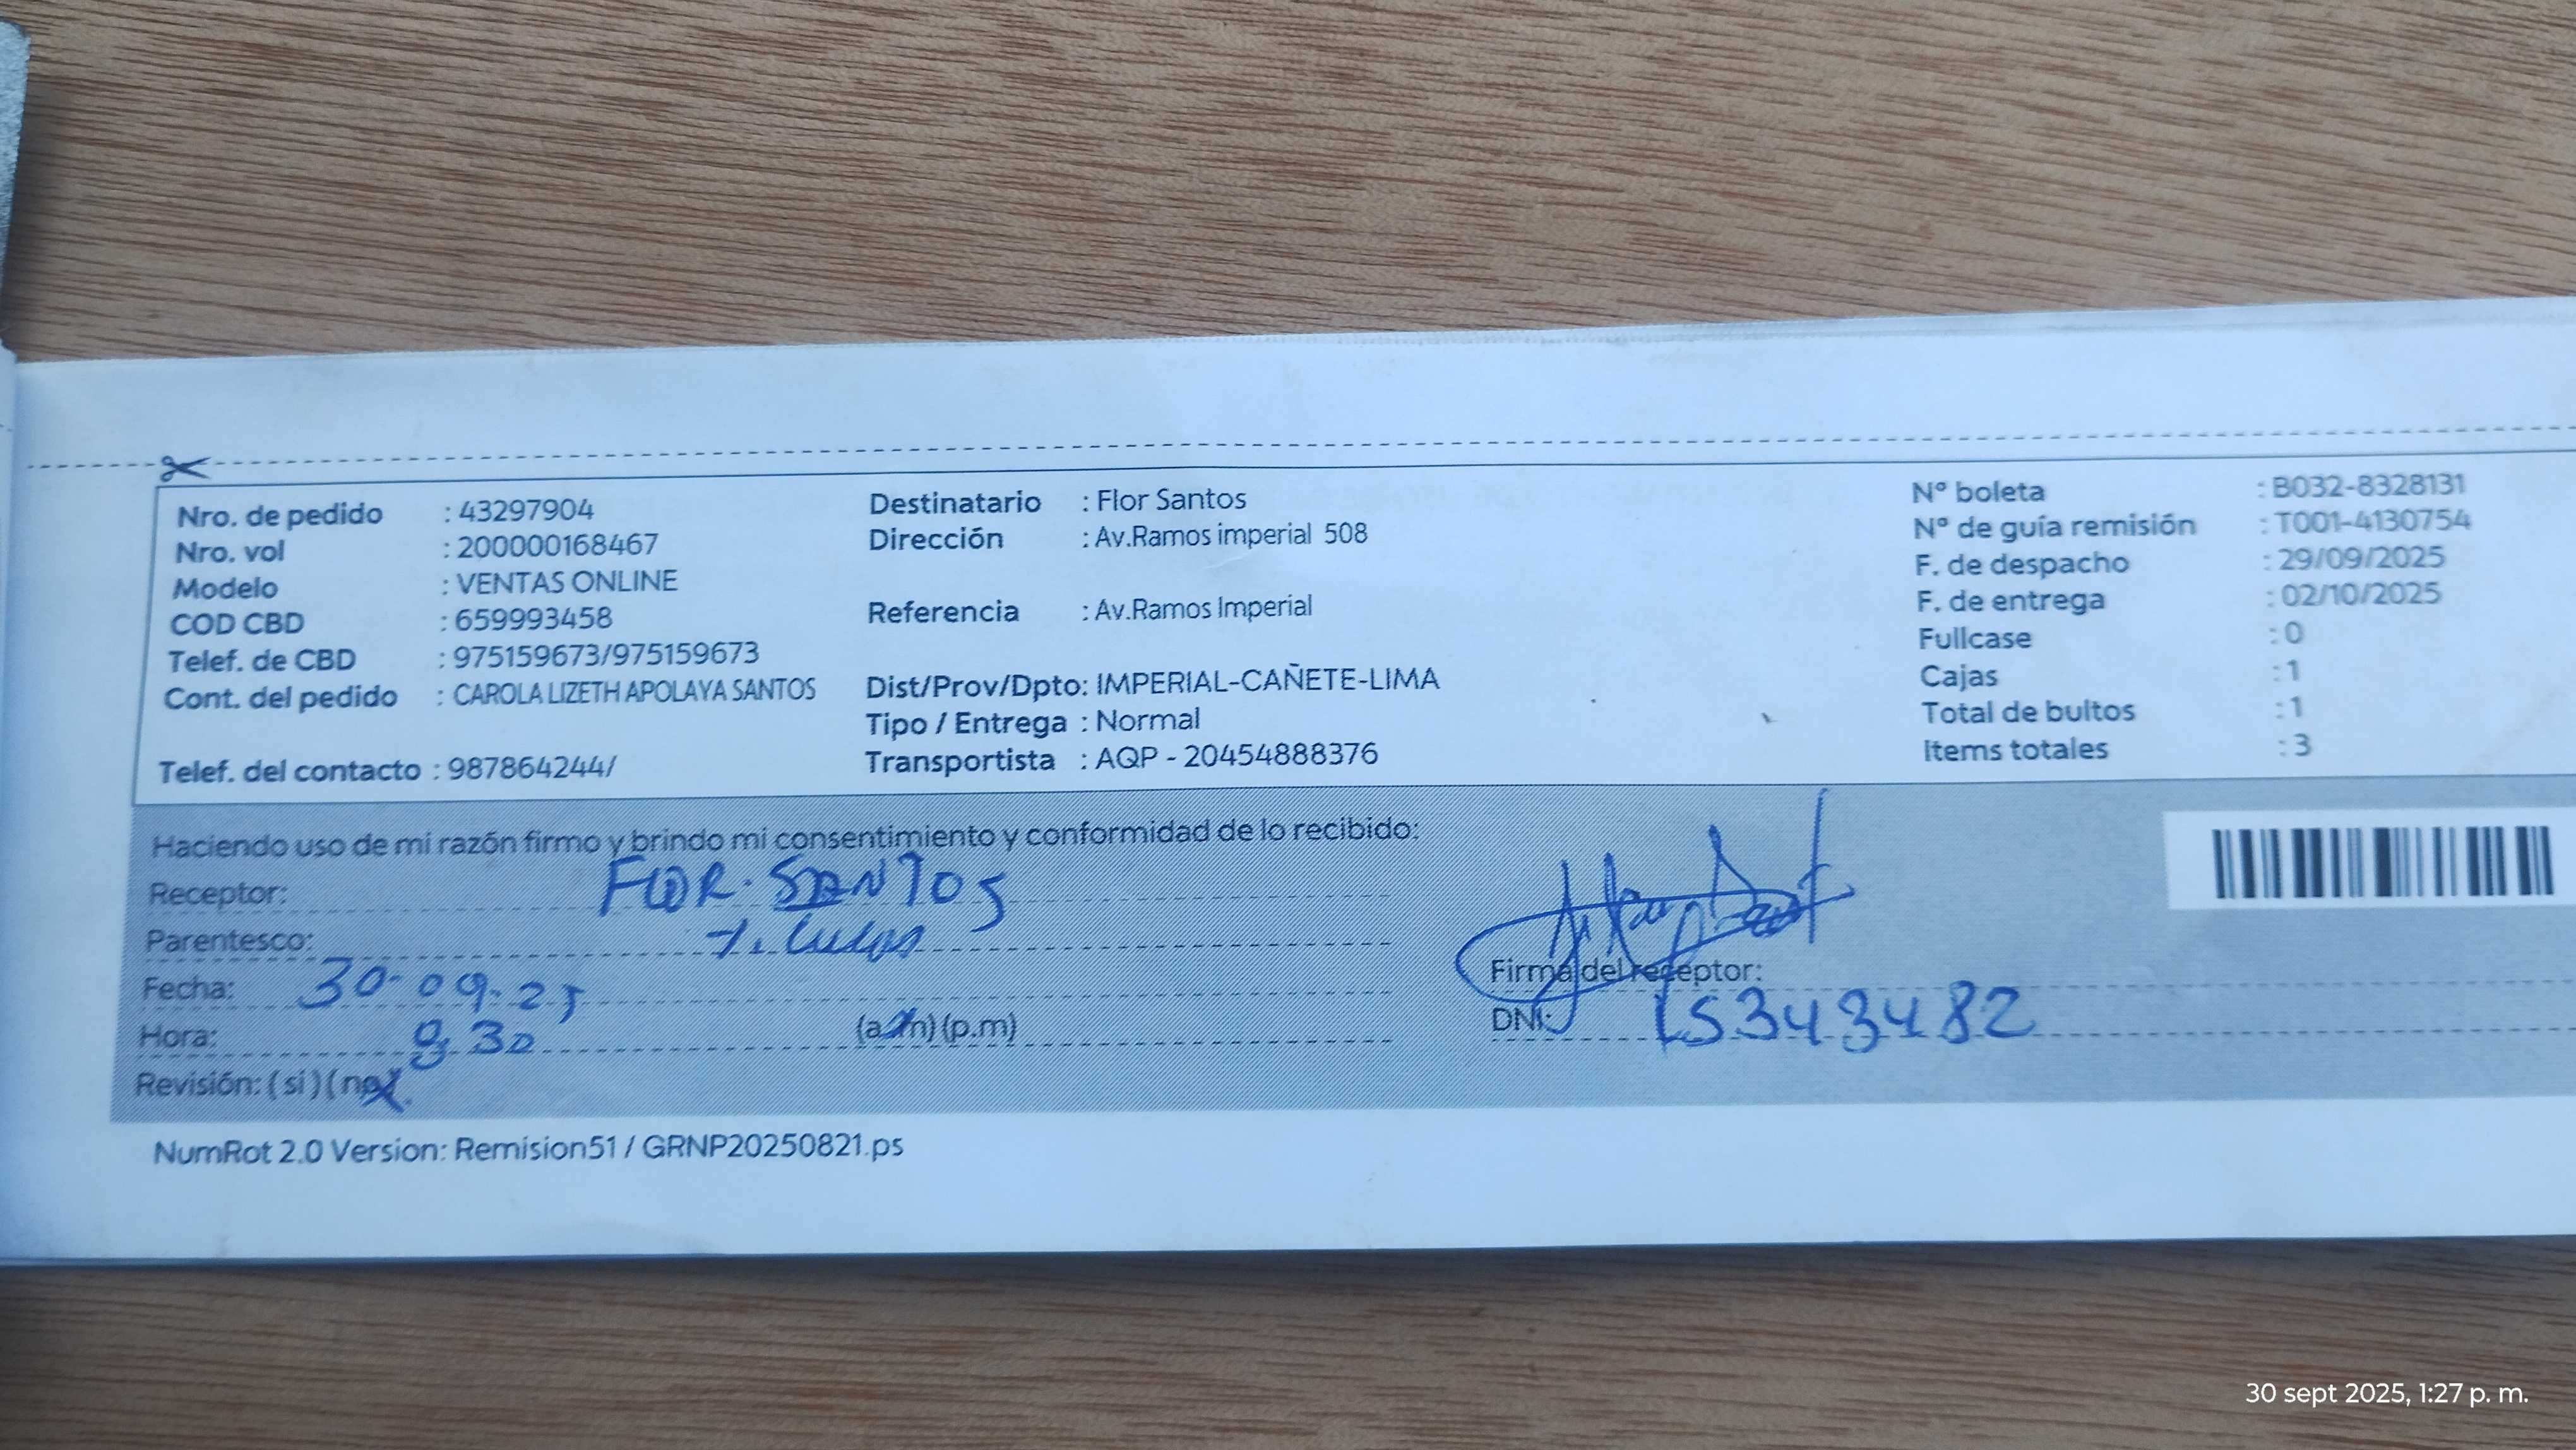 Nro. de pedido : 43297904
Nro. vol : 200000168467
Modelo : VENTAS ONLINE
COD CBD : 659993458
Telef. de CBD : 975159673/975159673
Cont. del pedido : CAROLA LIZETH APOLAYA SANTOS
Telef. del contacto : 987864244/
Destinatario : Flor Santos
Dirección : Av.Ramos imperial 508
Referencia : Av.Ramos Imperial
Dist/Prov/Dpto: IMPERIAL-CAÑETE-LIMA
Tipo / Entrega : Normal
Transportista : AQP - 20454888376
Nº boleta : B032-8328131
Nº de guía remisión : T001-4130754
F. de despacho : 29/09/2025
F. de entrega : 02/10/2025
Fullcase : 0
Cajas : 1
Total de bultos : 1
Items totales : 3
Haciendo uso de mi razón firmo y brindo mi consentimiento y conformidad de lo recibido:
Receptor: FLOR. SANTOS
Parentesco:
Fecha: 30-09-25
Hora: 8 30 (a.m) (p.m)
Revisión: (si) (no)
Firma del receptor:
DNI: 15343482
NumRot 2.0 Version: Remision51 / GRNP20250821.ps
30 sept 2025, 1:27 p. m.